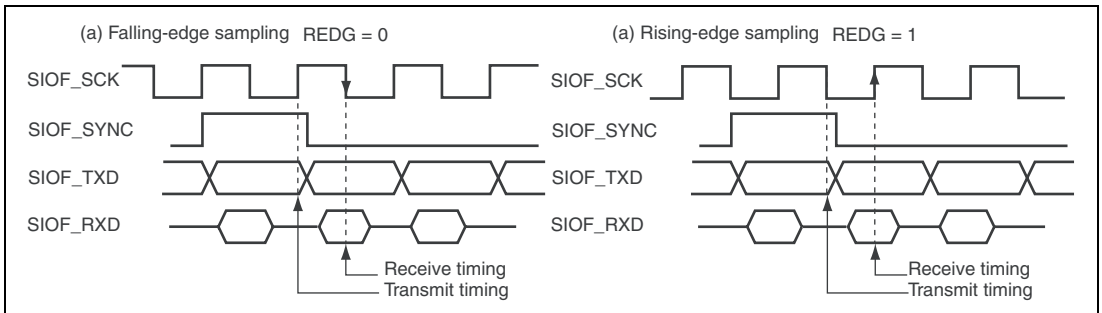 (a) Falling-edge sampling REDG = 0
SIOF_SCK
SIOF_SYNC
SIOF_TXD
SIOF_RXD
Receive timing
Transmit timing
(a) Rising-edge sampling REDG = 1
SIOF_SCK
SIOF_SYNC
SIOF_TXD
SIOF_RXD
Receive timing
Transmit timing